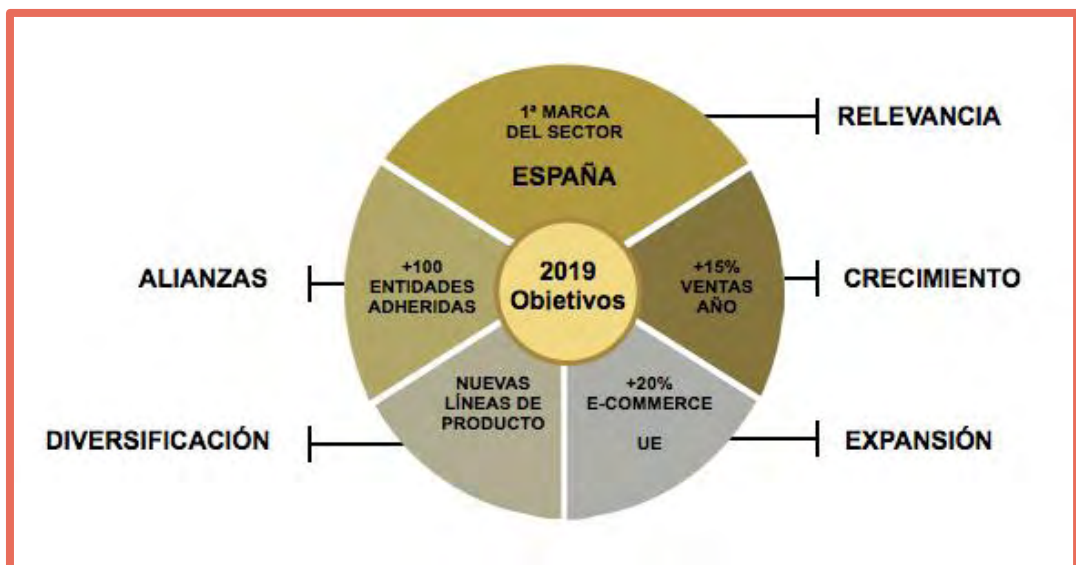 1ª MARCA
DEL SECTOR
ESPAÑA
RELEVANCIA
ALIANZAS
+100
ENTIDADES
ADHERIDAS
2019
Obietivos
+15%
VENTAS
AÑO
CRECIMIENTO
DIVERSIFICACIÓN
NUEVAS
LÍNEAS DE
PRODUCTO
+20%
E-COMMERCE
UE
EXPANSIÓN